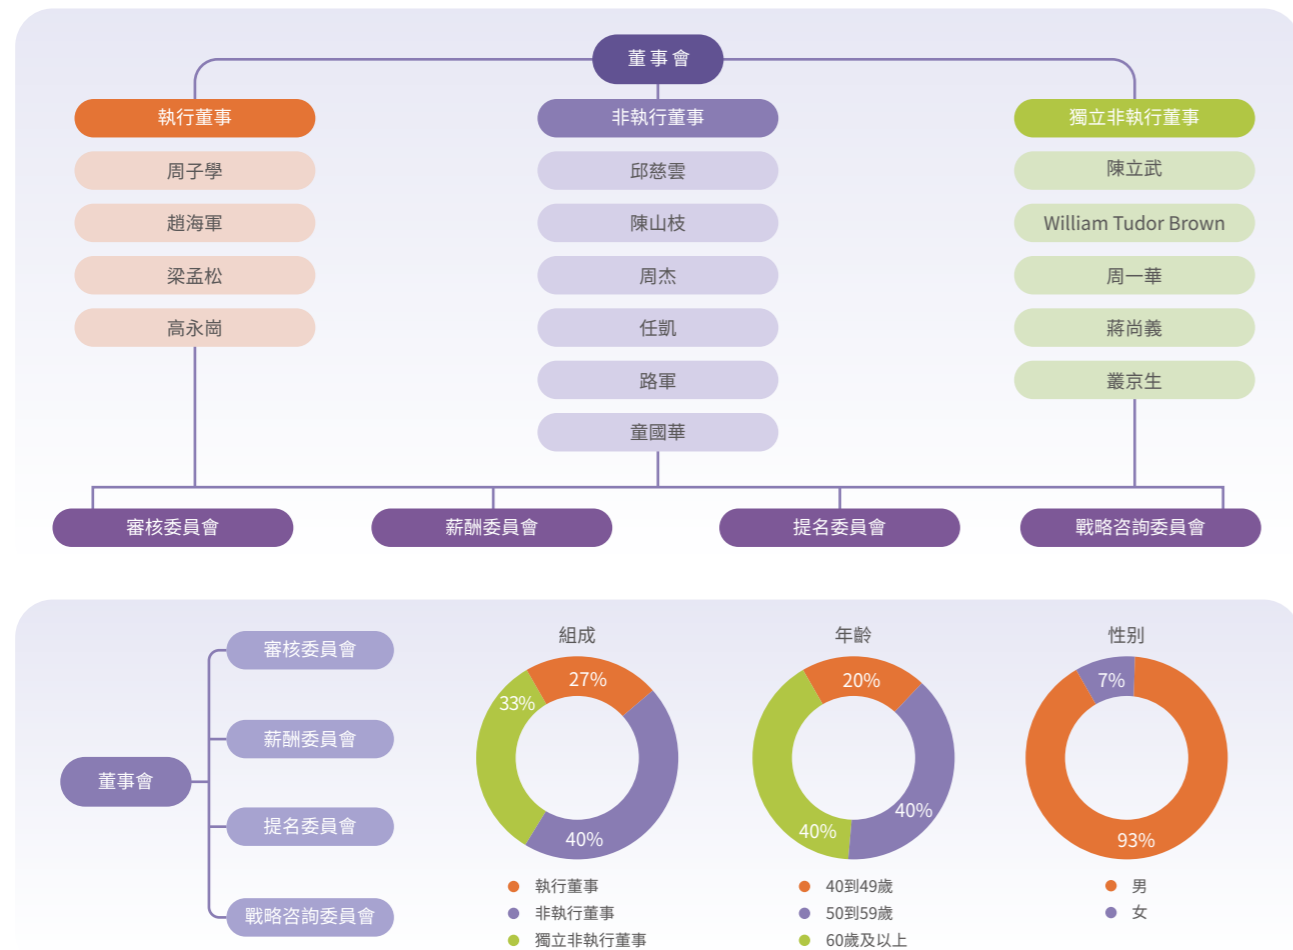 董事會
執行董事
周子學
趙海軍
梁孟松
高永崗
非執行董事
邱慈雲
陳山枝
周杰
任凱
路軍
童國華
獨立非執行董事
陳立武
William Tudor Brown
周一華
蔣尚義
叢京生
審核委員會
薪酬委員會
提名委員會
戰略咨詢委員會
董事會
審核委員會
薪酬委員會
提名委員會
戰略咨詢委員會
組成
27%
33%
40%
執行董事
非執行董事
獨立非執行董事
年齡
20%
40%
40%
40到49歲
50到59歲
60歲及以上
性别
7%
93%
男
女